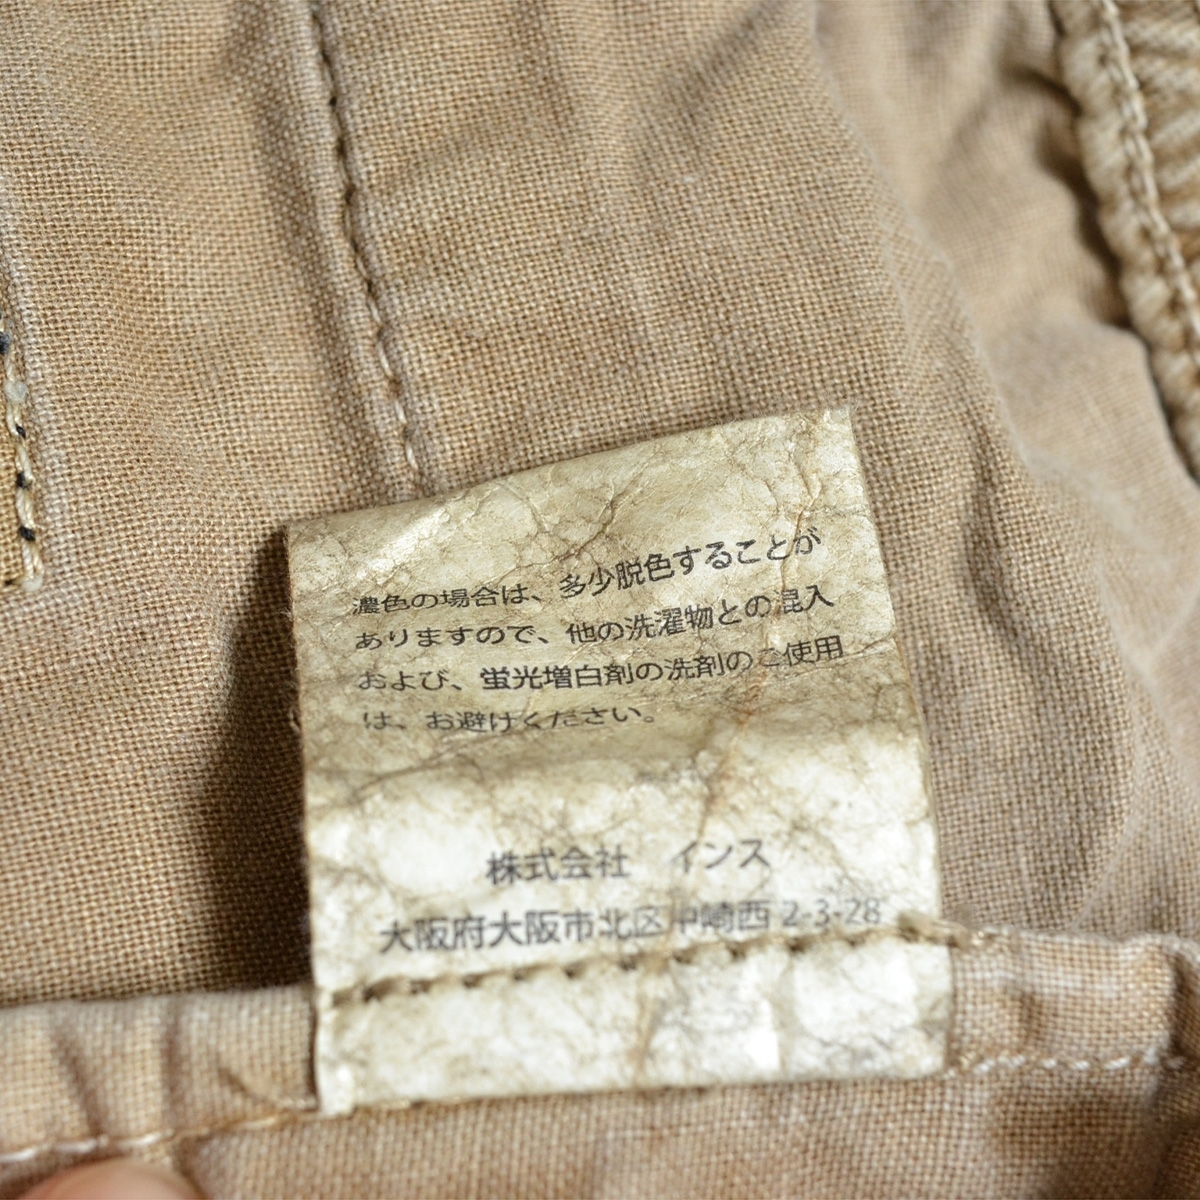 濃色の場合は、多少脱色することが
ありますので、他の洗濯物との混入
および、蛍光増白剤の洗剤のご使用
は、お避けください。
株式会社 インス
大阪府大阪市北区中崎西 2-3-28